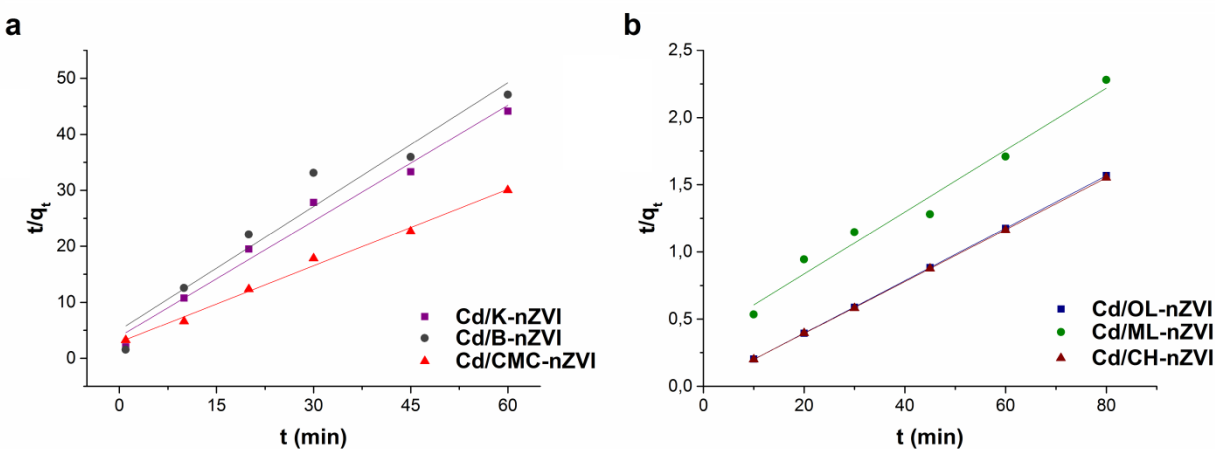 a
t/qt
50
40
30
20
10
0
0
15
30
45
60
t (min)
Cd/K-nZVI
Cd/B-nZVI
Cd/CMC-nZVI
b
t/qt
2,5
2,0
1,5
1,0
0,5
0,0
0
20
40
60
80
t (min)
Cd/OL-nZVI
Cd/ML-nZVI
Cd/CH-nZVI